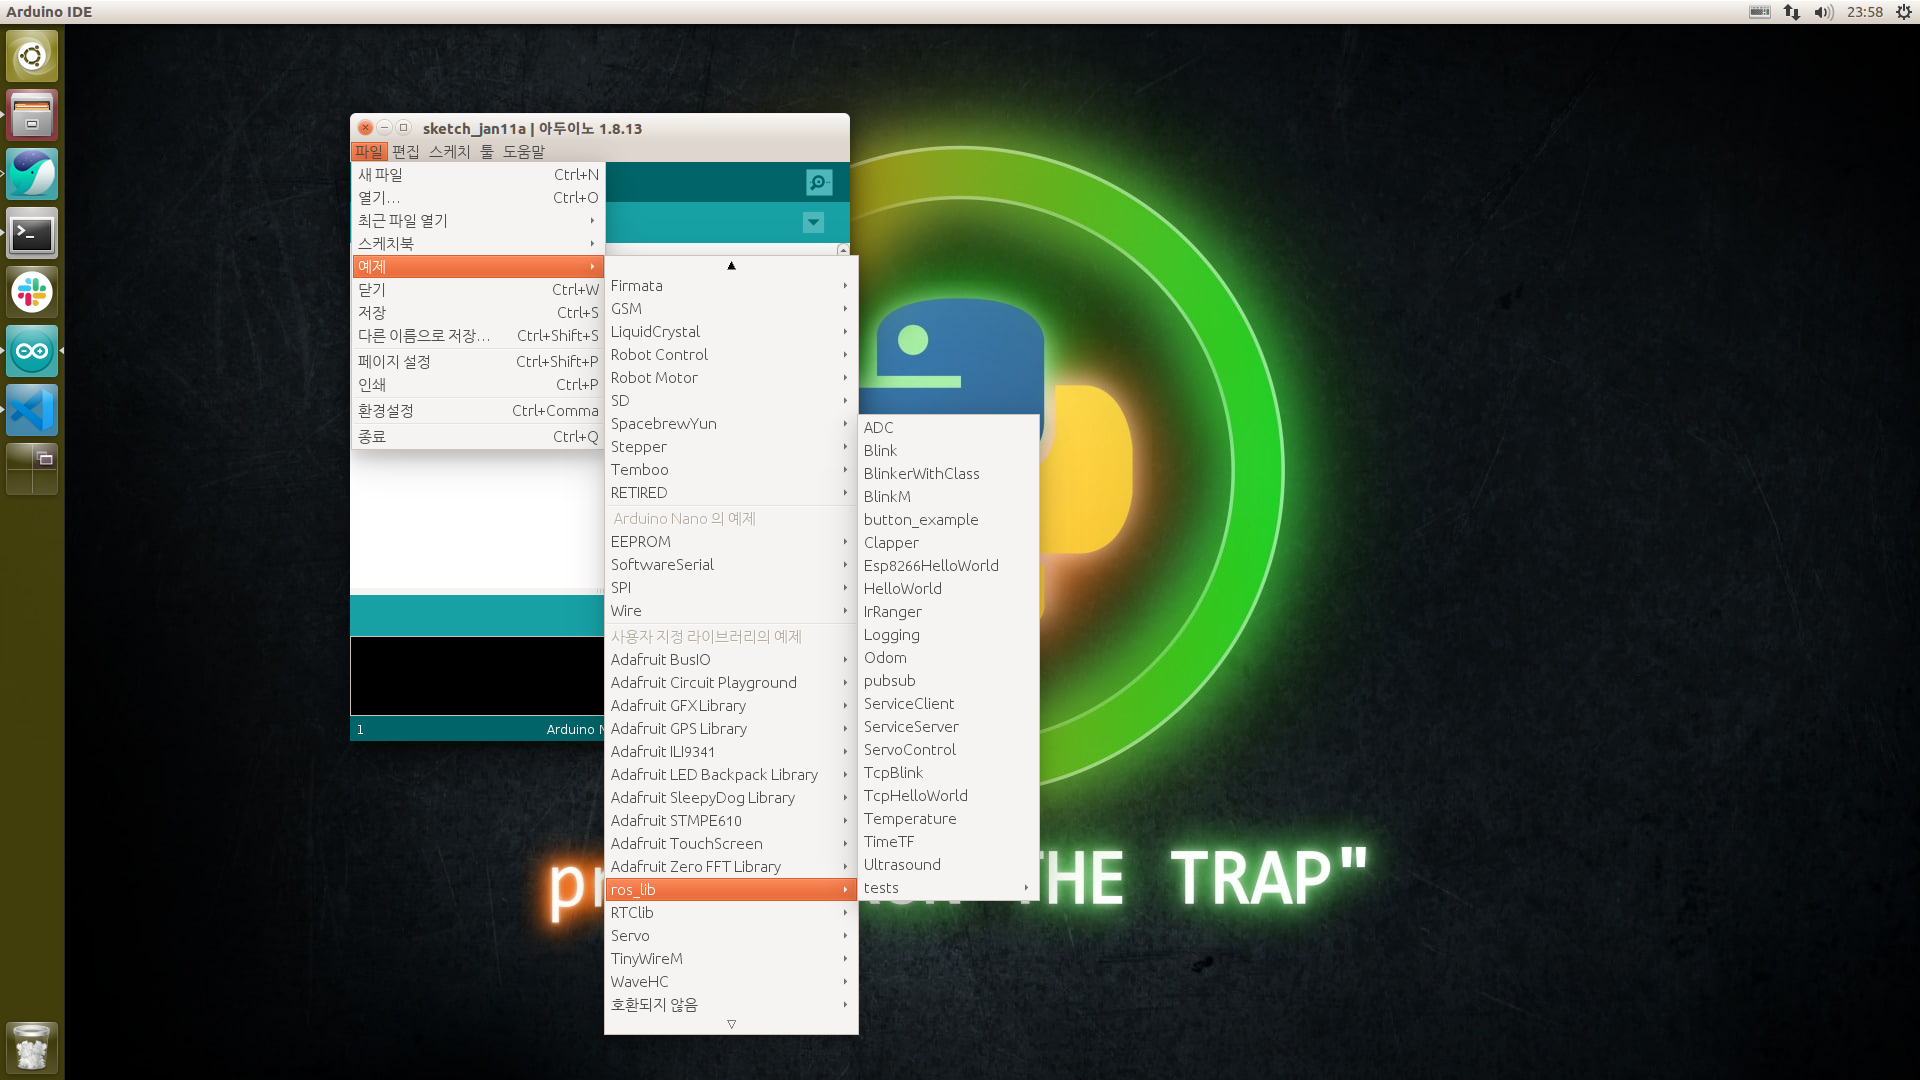 Arduino IDE
23:58
sketch_jan11a | 아두이노 1.8.13
파일 편집 스케치 툴 도움말
새 파일 Ctrl+N
열기... Ctrl+O
최근 파일 열기
스케치북
예제
닫기 Ctrl+W
저장 Ctrl+S
다른 이름으로 저장... Ctrl+Shift+S
페이지 설정 Ctrl+Shift+P
인쇄 Ctrl+P
환경설정 Ctrl+Comma
종료 Ctrl+Q
Firmata
GSM
LiquidCrystal
Robot Control
Robot Motor
SD
SpacebrewYun
Stepper
Temboo
RETIRED
Arduino Nano 의 예제
EEPROM
SoftwareSerial
SPI
Wire
사용자 지정 라이브러리의 예제
Adafruit BusIO
Adafruit Circuit Playground
Adafruit GFX Library
Adafruit GPS Library
Adafruit ILI9341
Adafruit LED Backpack Library
Adafruit SleepyDog Library
Adafruit STMPE610
Adafruit TouchScreen
Adafruit Zero FFT Library
ros_lib
RTClib
Servo
TinyWireM
WaveHC
호환되지 않음
ADC
Blink
BlinkerWithClass
BlinkM
button_example
Clapper
Esp8266HelloWorld
HelloWorld
IrRanger
Logging
Odom
pubsub
ServiceClient
ServiceServer
ServoControl
TcpBlink
TcpHelloWorld
Temperature
TimeTF
Ultrasound
tests
1 Arduino
THE TRAP"